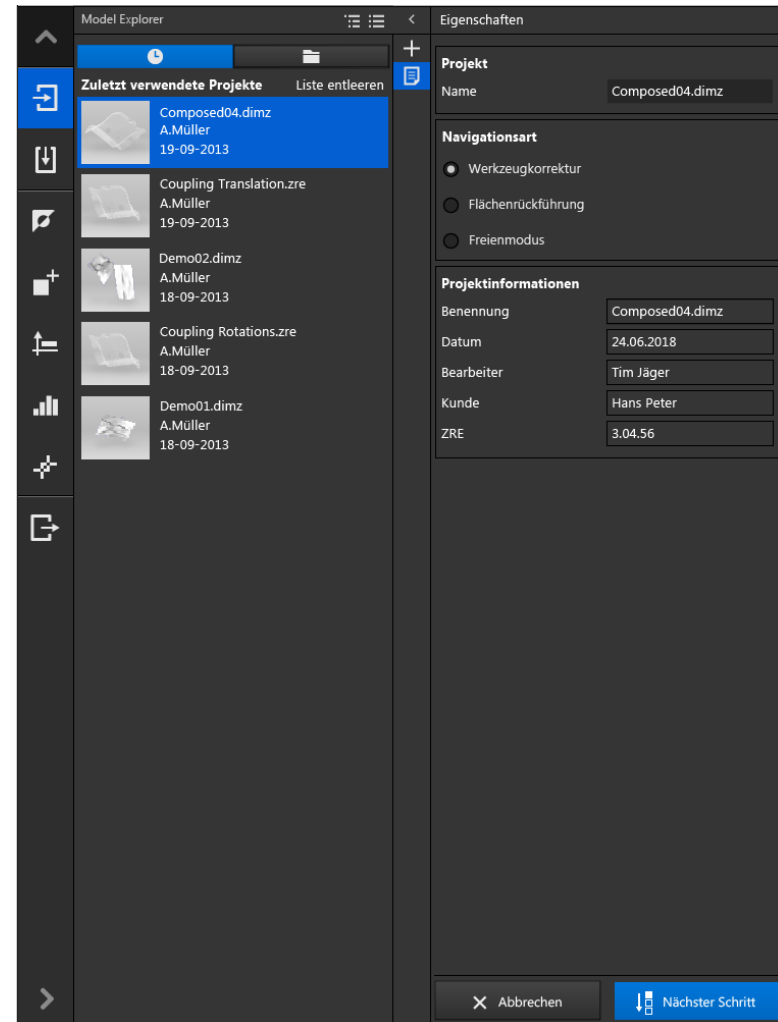 Model Explorer
Zuletzt verwendete Projekte Liste entleeren
Composed04.dimz
A.Müller
19-09-2013
Coupling Translation.zre
A.Müller
19-09-2013
Demo02.dimz
A.Müller
18-09-2013
Coupling Rotations.zre
A.Müller
18-09-2013
Demo01.dimz
A.Müller
18-09-2013
Eigenschaften
Projekt
Name Composed04.dimz
Navigationsart
Werkzeugkorrektur
Flächenrückführung
Freienmodus
Projektinformationen
Benennung Composed04.dimz
Datum 24.06.2018
Bearbeiter Tim Jäger
Kunde Hans Peter
ZRE 3.04.56
Abbrechen Nächster Schritt